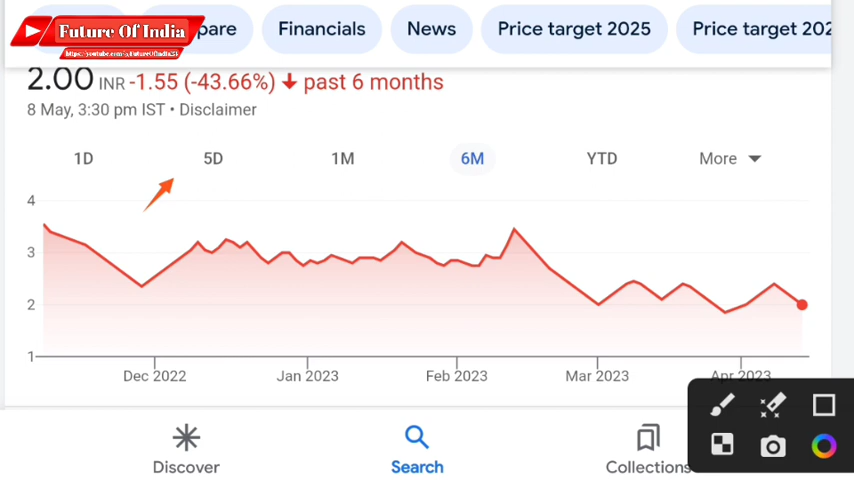 Future Of India
pare
Financials
News
Price target 2025
Price target 202
2.00 INR -1.55 (-43.66%) past 6 months
8 May, 3:30 pm IST • Disclaimer
1D
5D
1M
6M
YTD
More
4
3
2
1
Dec 2022
Jan 2023
Feb 2023
Mar 2023
Apr 2023
Discover
Search
Collections